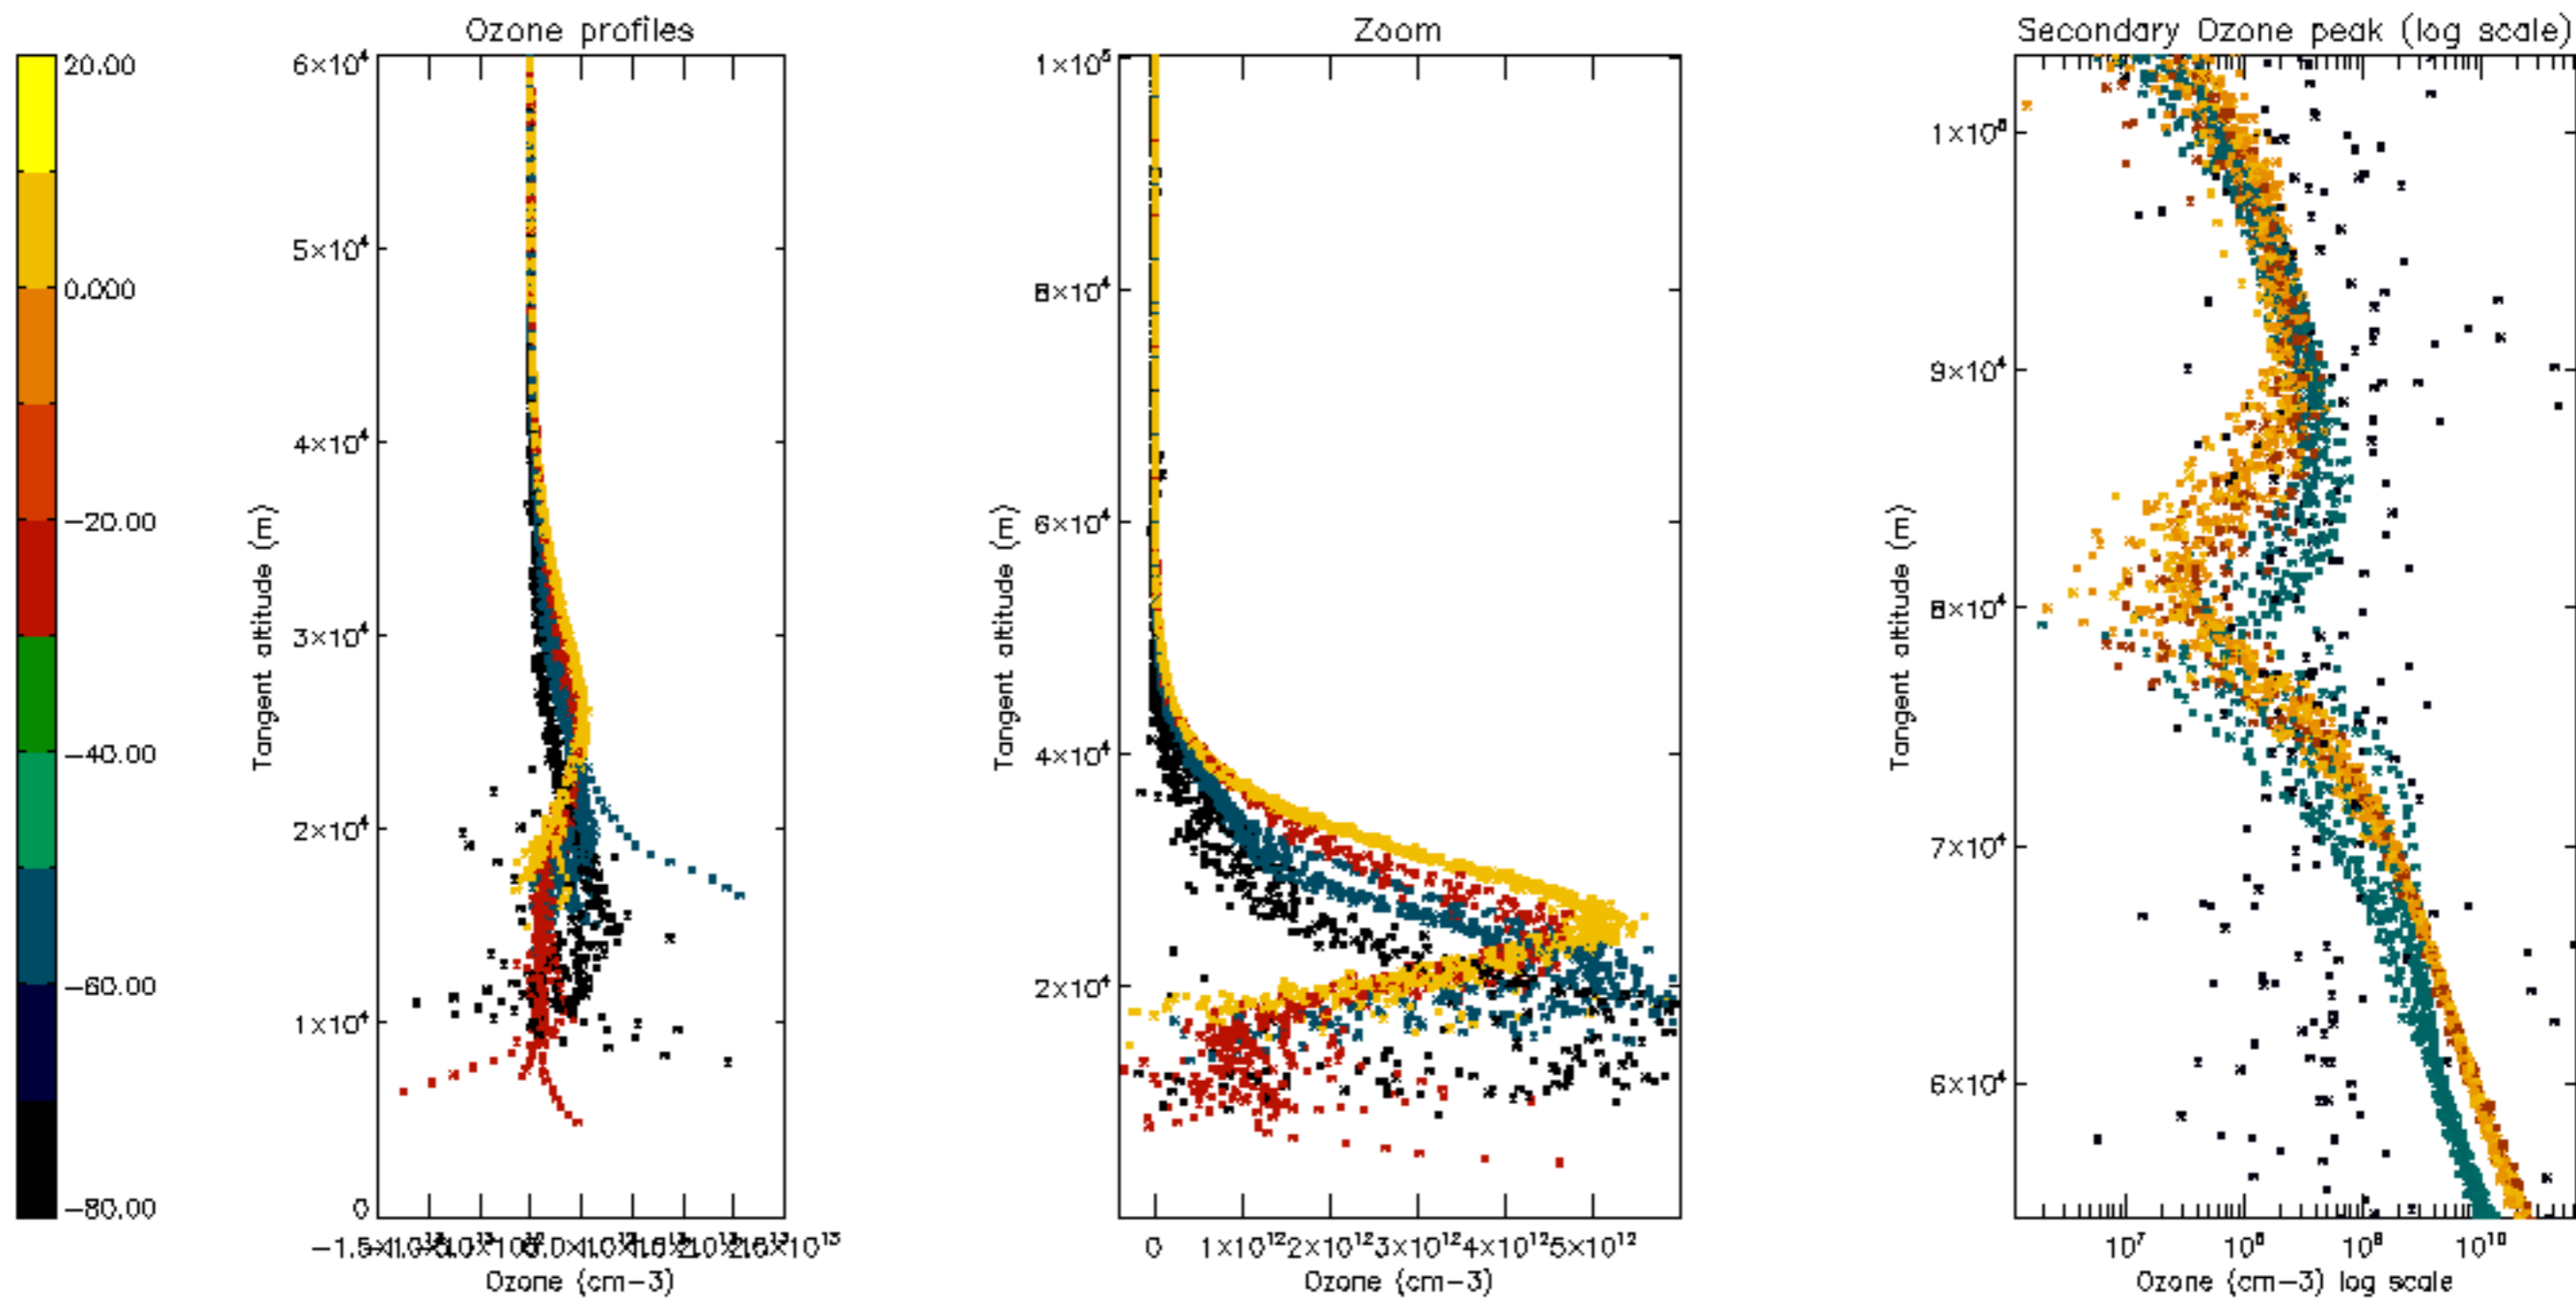 Ozone profiles
Zoom
Secondary Ozone peak (log scale)
20.00
0.000
−20.00
−40.00
−60.00
−80.00
6×10⁴
5×10⁴
4×10⁴
3×10⁴
2×10⁴
1×10⁴
0
Tangent altitude (m)
Ozone (cm−3)
1×10⁵
8×10⁴
6×10⁴
4×10⁴
2×10⁴
Tangent altitude (m)
0 1×10¹² 2×10¹² 3×10¹² 4×10¹² 5×10¹²
Ozone (cm−3)
9×10⁴
8×10⁴
7×10⁴
6×10⁴
Tangent altitude (m)
10⁷ 10⁸ 10⁹ 10¹⁰
Ozone (cm−3) log scale